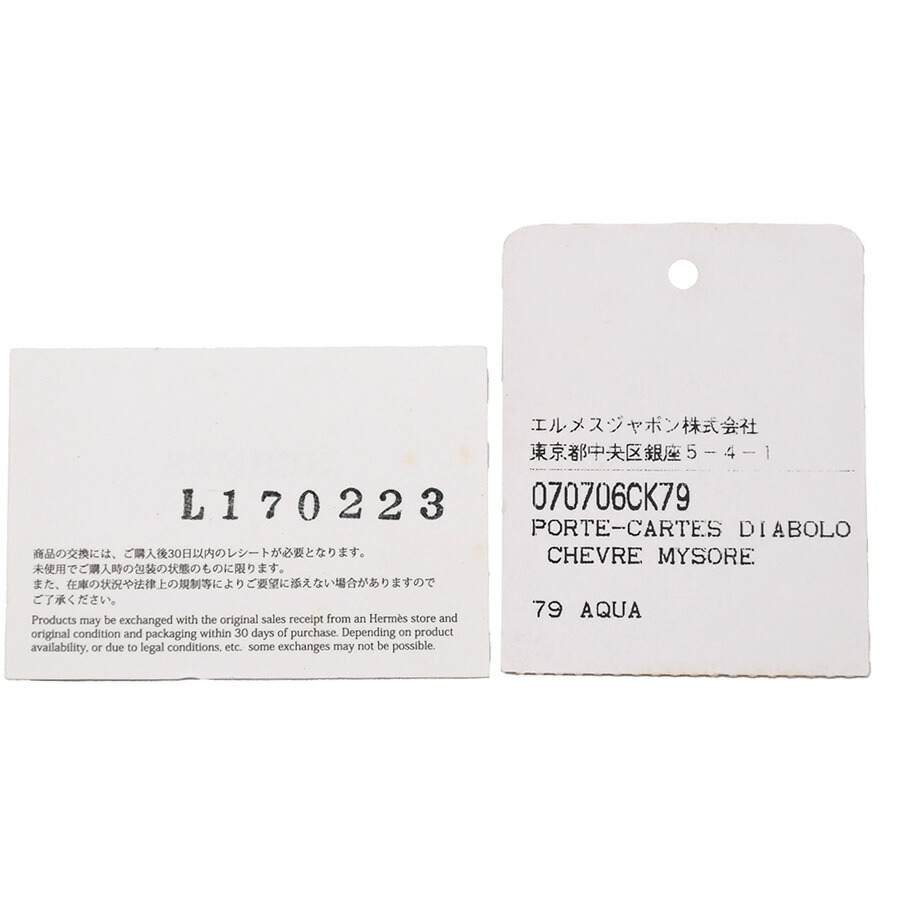 L170223
商品の交換には、ご購入後30日以内のレシートが必要となります。
未使用でご購入時の包装の状態のものに限ります。
また、在庫の状況や法律上の規制等によりご要望に添えない場合がありますので
ご了承ください。
Products may be exchanged with the original sales receipt from an Hermès store and
original condition and packaging within 30 days of purchase. Depending on product
availability, or due to legal conditions, etc. some exchanges may not be possible.
エルメスジャポン株式会社
東京都中央区銀座5-4-1
070706CK79
PORTE-CARTES DIABOLO
CHEVRE MYSORE
79 AQUA